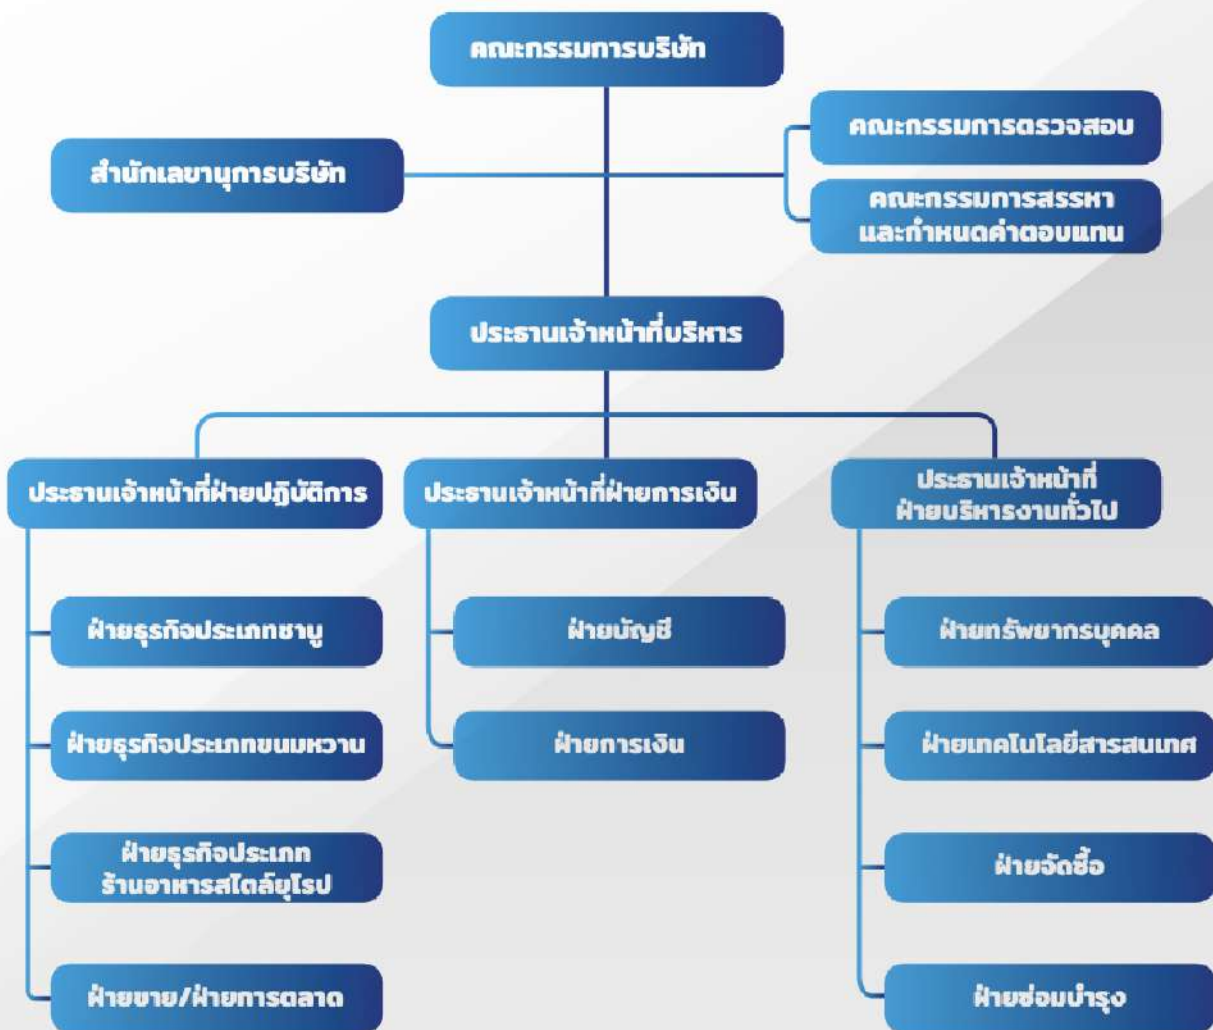 คณะกรรมการบริษัท
คณะกรรมการตรวจสอบ
สำนักเลขานุการบริษัท
คณะกรรมการสรรหา
และกำหนดค่าตอบแทน
ประธานเจ้าหน้าที่บริหาร
ประธานเจ้าหน้าที่ฝ่ายปฏิบัติการ
ประธานเจ้าหน้าที่ฝ่ายการเงิน
ประธานเจ้าหน้าที่
ฝ่ายบริหารงานทั่วไป
ฝ่ายธุรกิจประเภทชาบู
ฝ่ายบัญชี
ฝ่ายทรัพยากรบุคคล
ฝ่ายธุรกิจประเภทขนมหวาน
ฝ่ายการเงิน
ฝ่ายเทคโนโลยีสารสนเทศ
ฝ่ายธุรกิจประเภท
ร้านอาหารสไตล์ยุโรป
ฝ่ายจัดซื้อ
ฝ่ายขาย/ฝ่ายการตลาด
ฝ่ายซ่อมบำรุง